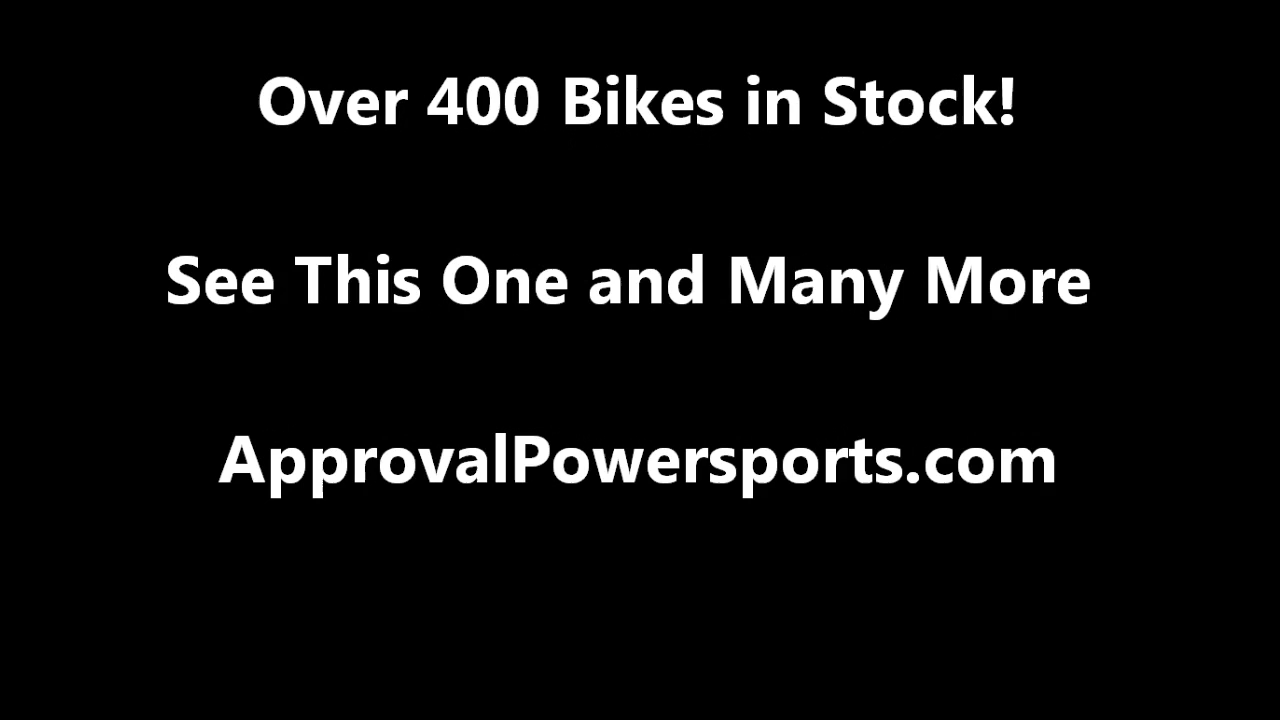 Over 400 Bikes in Stock!
See This One and Many More
ApprovalPowersports.com